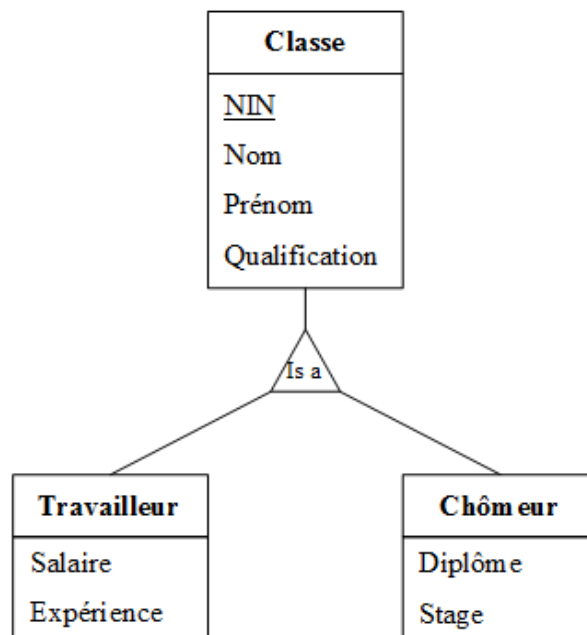 Classe
NIN
Nom
Prénom
Qualification
Is a
Travailleur
Salaire
Expérience
Chômeur
Diplôme
Stage